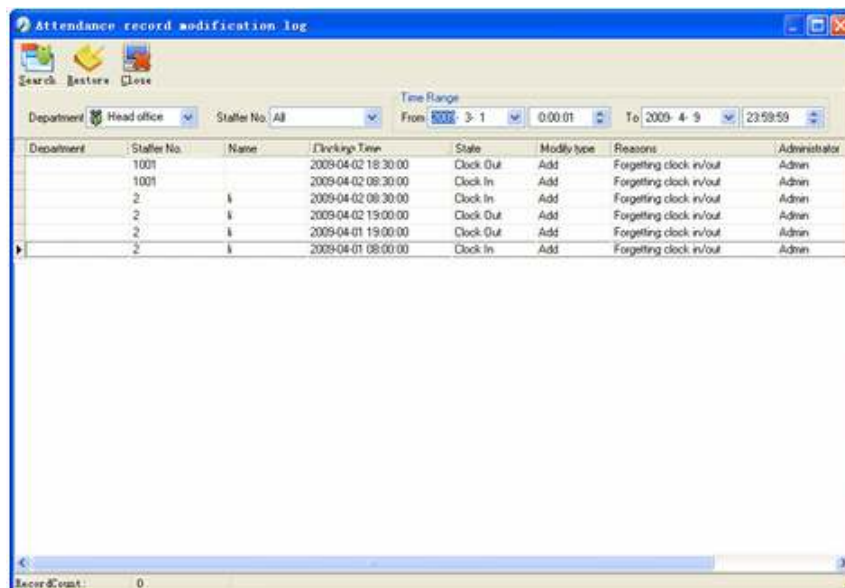 Attendance record modification log
Search Restore Close
Time Range
Department Head office Staffer No. All From 2009- 3- 1 0:00:01 To 2009- 4- 9 23:59:59
Department Staffer No. Name Clocking Time State Modify type Reasons Administrator
1001 2009-04-02 18:30:00 Clock Out Add Forgetting clock in/out Admin
1001 2009-04-02 08:30:00 Clock In Add Forgetting clock in/out Admin
2 2009-04-02 08:30:00 Clock In Add Forgetting clock in/out Admin
2 2009-04-02 19:00:00 Clock Out Add Forgetting clock in/out Admin
2 2009-04-01 19:00:00 Clock Out Add Forgetting clock in/out Admin
2 2009-04-01 08:00:00 Clock In Add Forgetting clock in/out Admin
RecordCount: 0